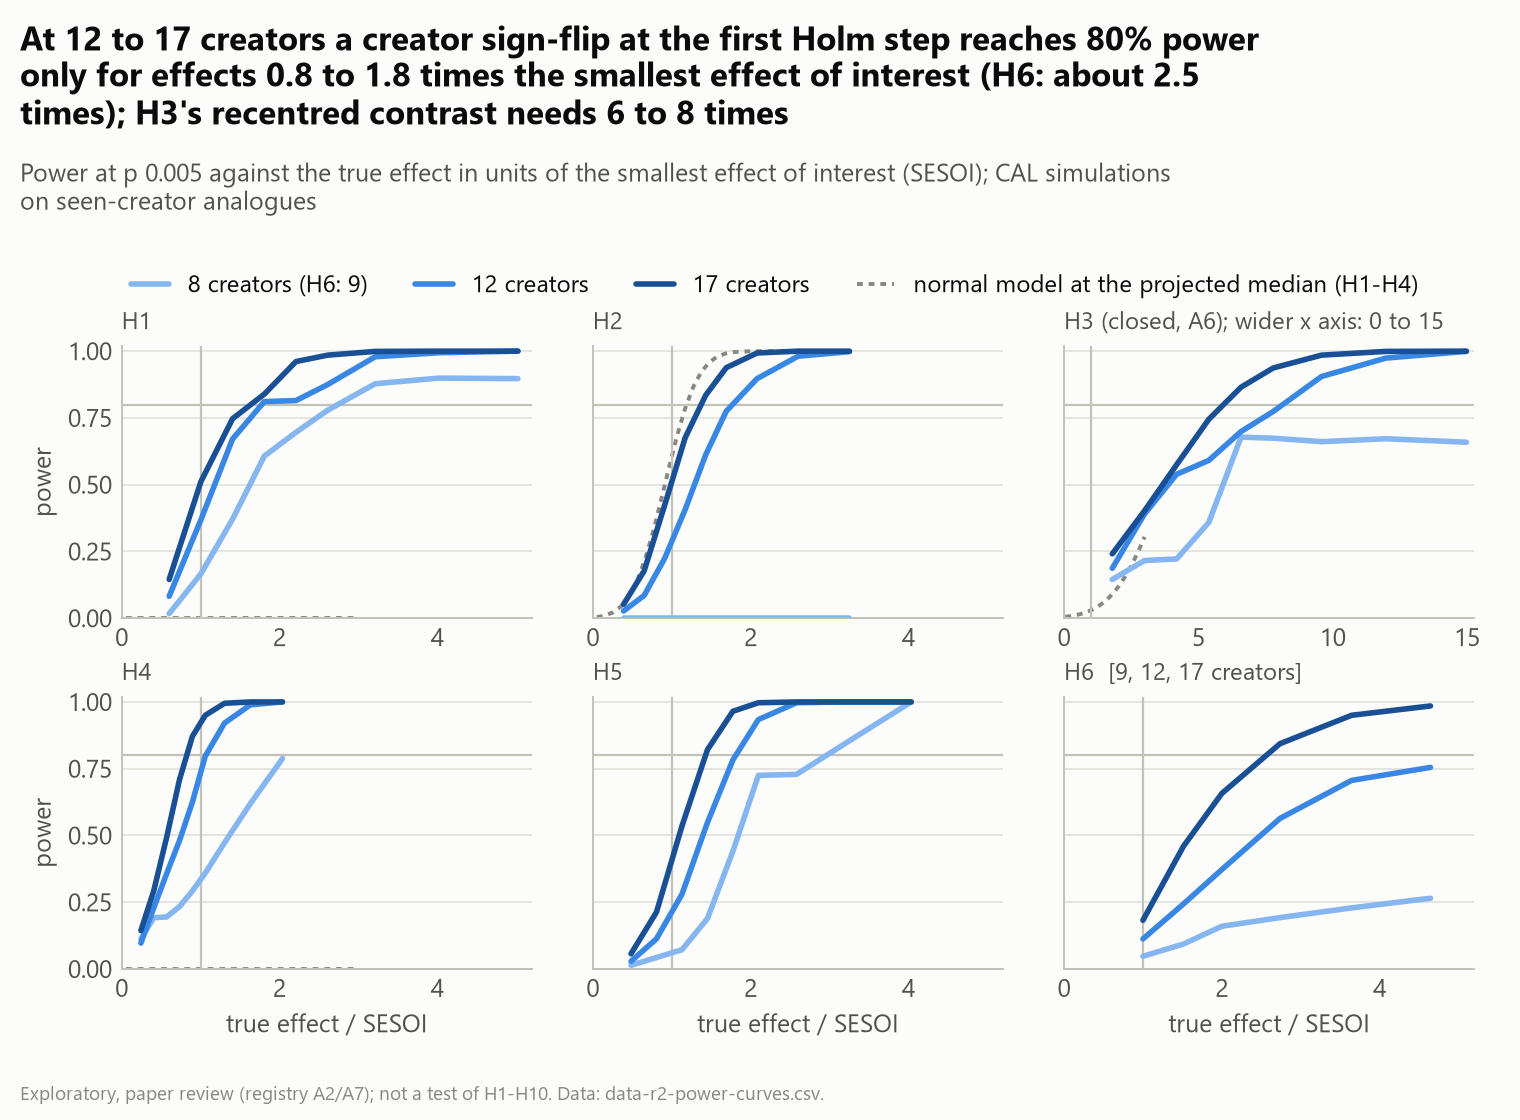 At 12 to 17 creators a creator sign-flip at the first Holm step reaches 80% power
only for effects 0.8 to 1.8 times the smallest effect of interest (H6: about 2.5
times); H3's recentred contrast needs 6 to 8 times
Power at p 0.005 against the true effect in units of the smallest effect of interest (SESOI); CAL simulations
on seen-creator analogues
8 creators (H6: 9)
12 creators
17 creators
normal model at the projected median (H1-H4)
H1
H2
H3 (closed, A6); wider x axis: 0 to 15
1.00
0.75
0.50
0.25
0.00
power
0 2 4
0 2 4
0 5 10 15
H4
H5
H6 [9, 12, 17 creators]
1.00
0.75
0.50
0.25
0.00
power
0 2 4
0 2 4
0 2 4
true effect / SESOI
true effect / SESOI
true effect / SESOI
Exploratory, paper review (registry A2/A7); not a test of H1-H10. Data: data-r2-power-curves.csv.